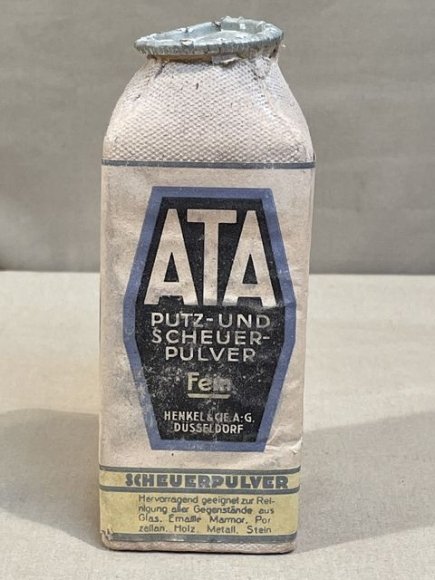 ATA
PUTZ-UND
SCHEUER-
PULVER
Fein
HENKEL & CIE. A-G.
DÜSSELDORF
SCHEUERPULVER
Hervorragend geeignet zur Rei-
nigung aller Gegenstände aus
Glas, Emaille Marmor, Por
zellan, Holz, Metall, Stein